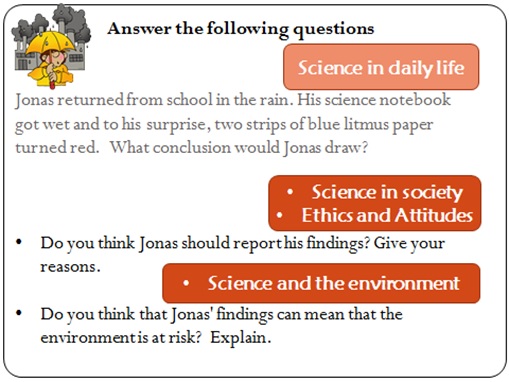 Answer the following questions
Science in daily life
Jonas returned from school in the rain. His science notebook
got wet and to his surprise, two strips of blue litmus paper
turned red. What conclusion would Jonas draw?
• Science in society
• Ethics and Attitudes
• Do you think Jonas should report his findings? Give your
reasons.
• Science and the environment
• Do you think that Jonas' findings can mean that the
environment is at risk? Explain.